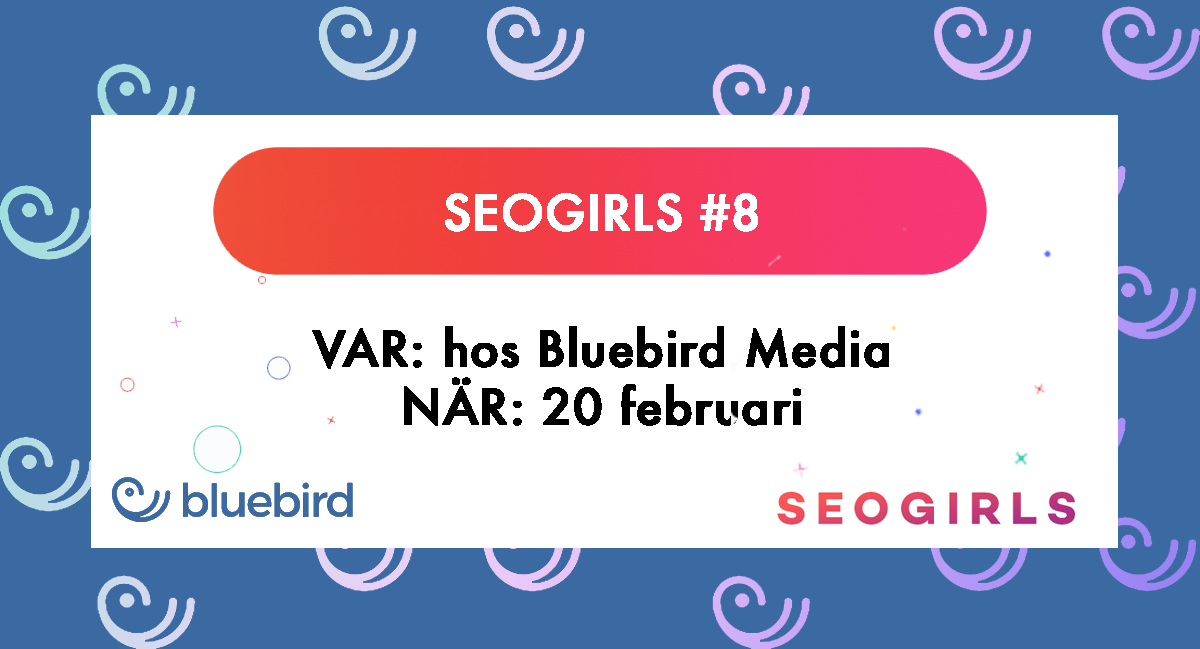 SEOGIRLS #8
VAR: hos Bluebird Media
NÄR: 20 februari
bluebird
SEOGIRLS